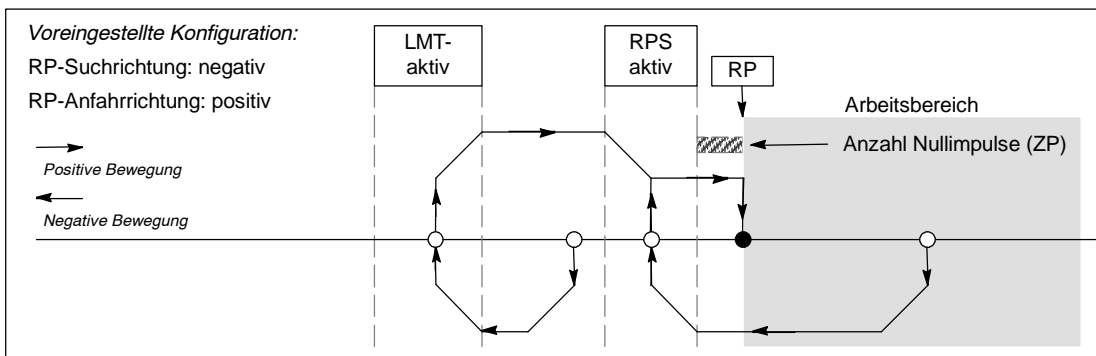 Voreingestellte Konfiguration:
RP-Suchrichtung: negativ
RP-Anfahrrichtung: positiv
Positive Bewegung
Negative Bewegung
LMT-
aktiv
RPS
aktiv
RP
Arbeitsbereich
Anzahl Nullimpulse (ZP)